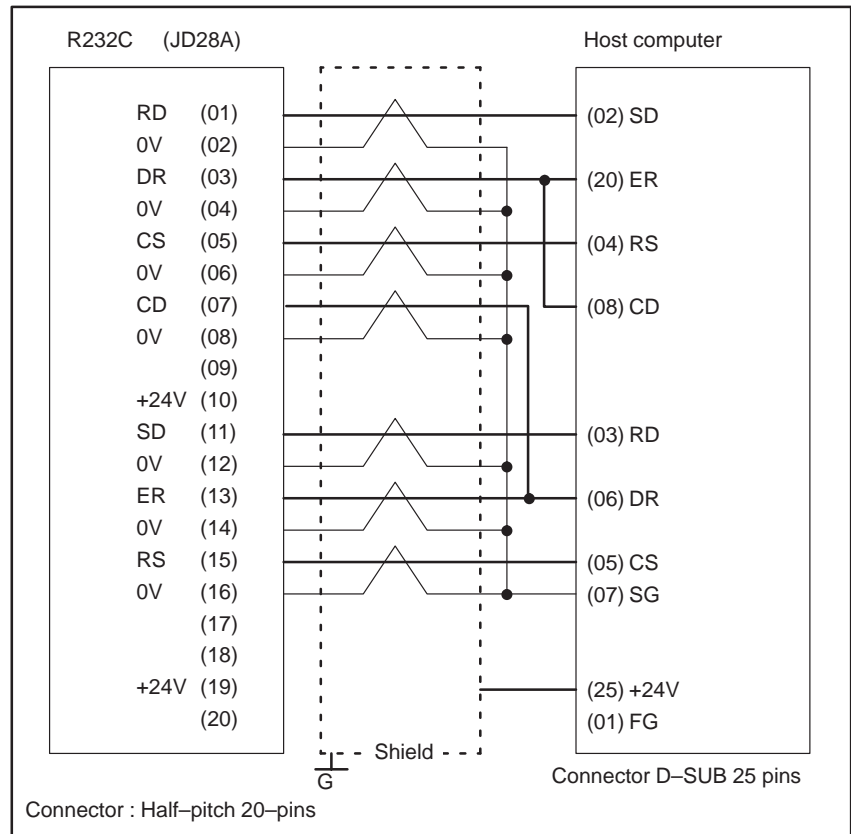 R232C (JD28A) Host computer
RD (01) (02) SD
0V (02)
DR (03) (20) ER
0V (04)
CS (05) (04) RS
0V (06)
CD (07) (08) CD
0V (08)
(09)
+24V (10)
SD (11) (03) RD
0V (12)
ER (13) (06) DR
0V (14)
RS (15) (05) CS
0V (16) (07) SG
(17)
(18)
+24V (19) (25) +24V
(20) (01) FG
Shield
G
Connector D–SUB 25 pins
Connector : Half–pitch 20–pins